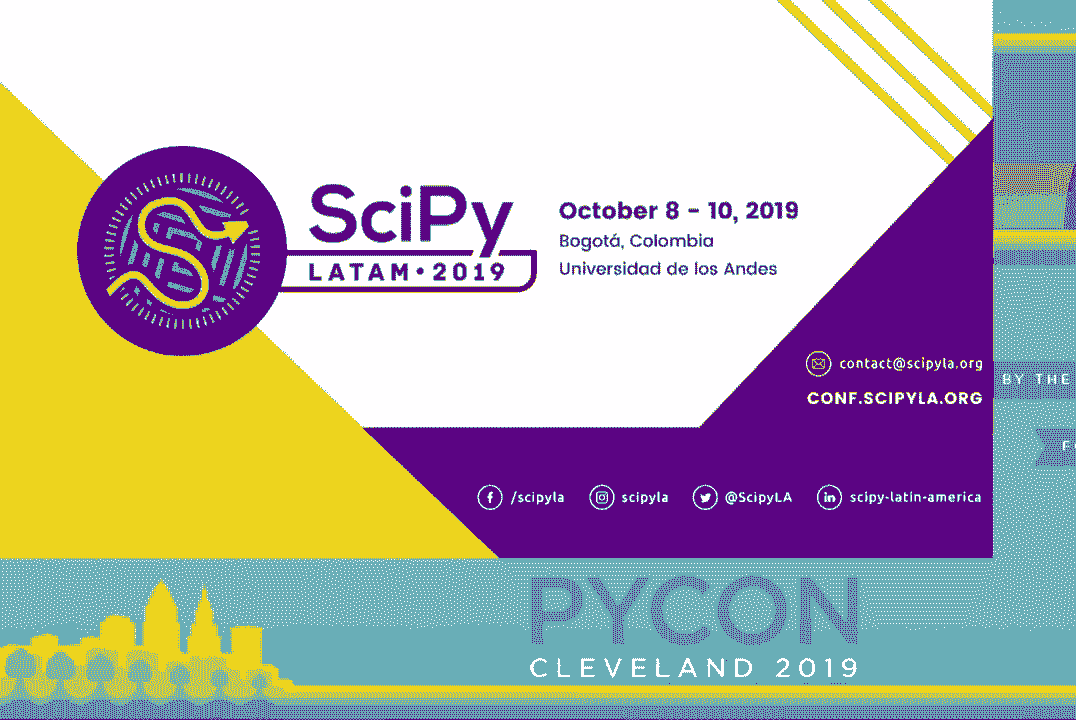 SciPy
LATAM • 2019
October 8 - 10, 2019
Bogotá, Colombia
Universidad de los Andes
contact@scipyla.org
CONF.SCIPYLA.ORG
BY THE
/scipyla
scipyla
@ScipyLA
scipy-latin-america
PYCON
CLEVELAND 2019